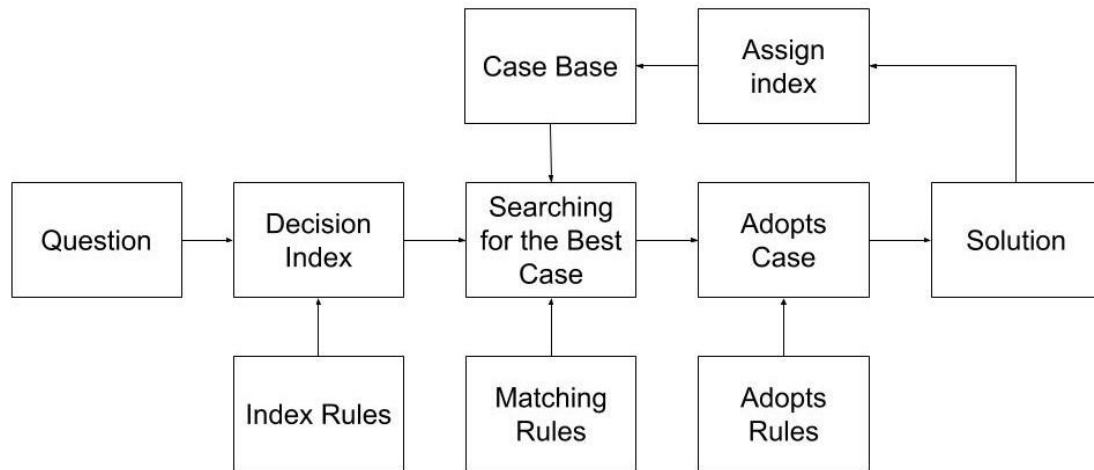 Case Base
Assign
index
Question
Decision
Index
Searching
for the Best
Case
Adopts
Case
Solution
Index Rules
Matching
Rules
Adopts
Rules